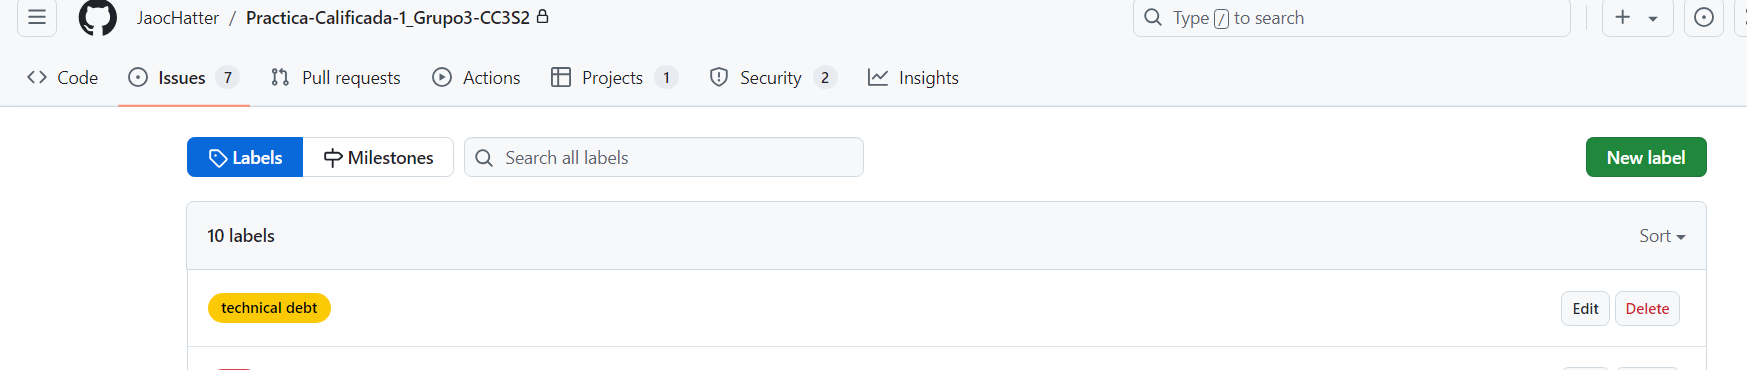 JaocHatter / Practica-Calificada-1_Grupo3-CC3S2
Type / to search
Code Issues 7 Pull requests Actions Projects 1 Security 2 Insights
Labels Milestones Search all labels New label
10 labels Sort
technical debt Edit Delete